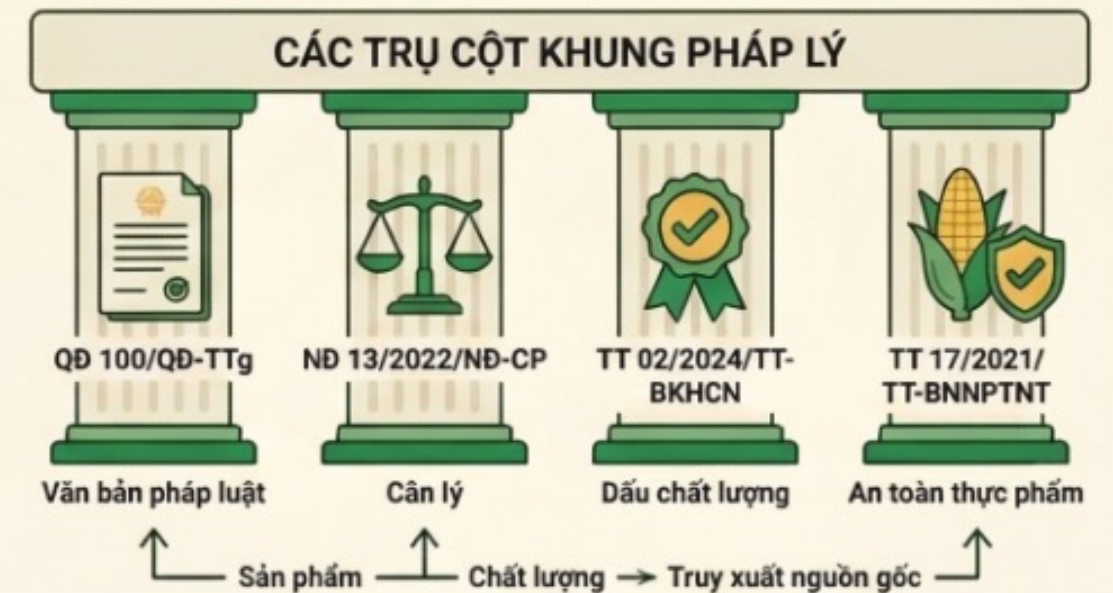 CÁC TRỤ CỘT KHUNG PHÁP LÝ
QĐ 100/QĐ-TTg
NĐ 13/2022/NĐ-CP
TT 02/2024/TT-
BKHCN
TT 17/2021/
TT-BNNPTNT
Văn bản pháp luật
Cân lý
Dấu chất lượng
An toàn thực phẩm
Sản phẩm
Chất lượng
Truy xuất nguồn gốc